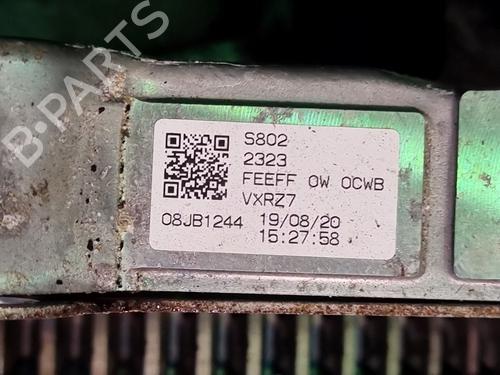 B-PARTS
S802
2323
FEEFF 0W 0CWB
VXRZ7
08JB1244 19/08/20
15:27:58